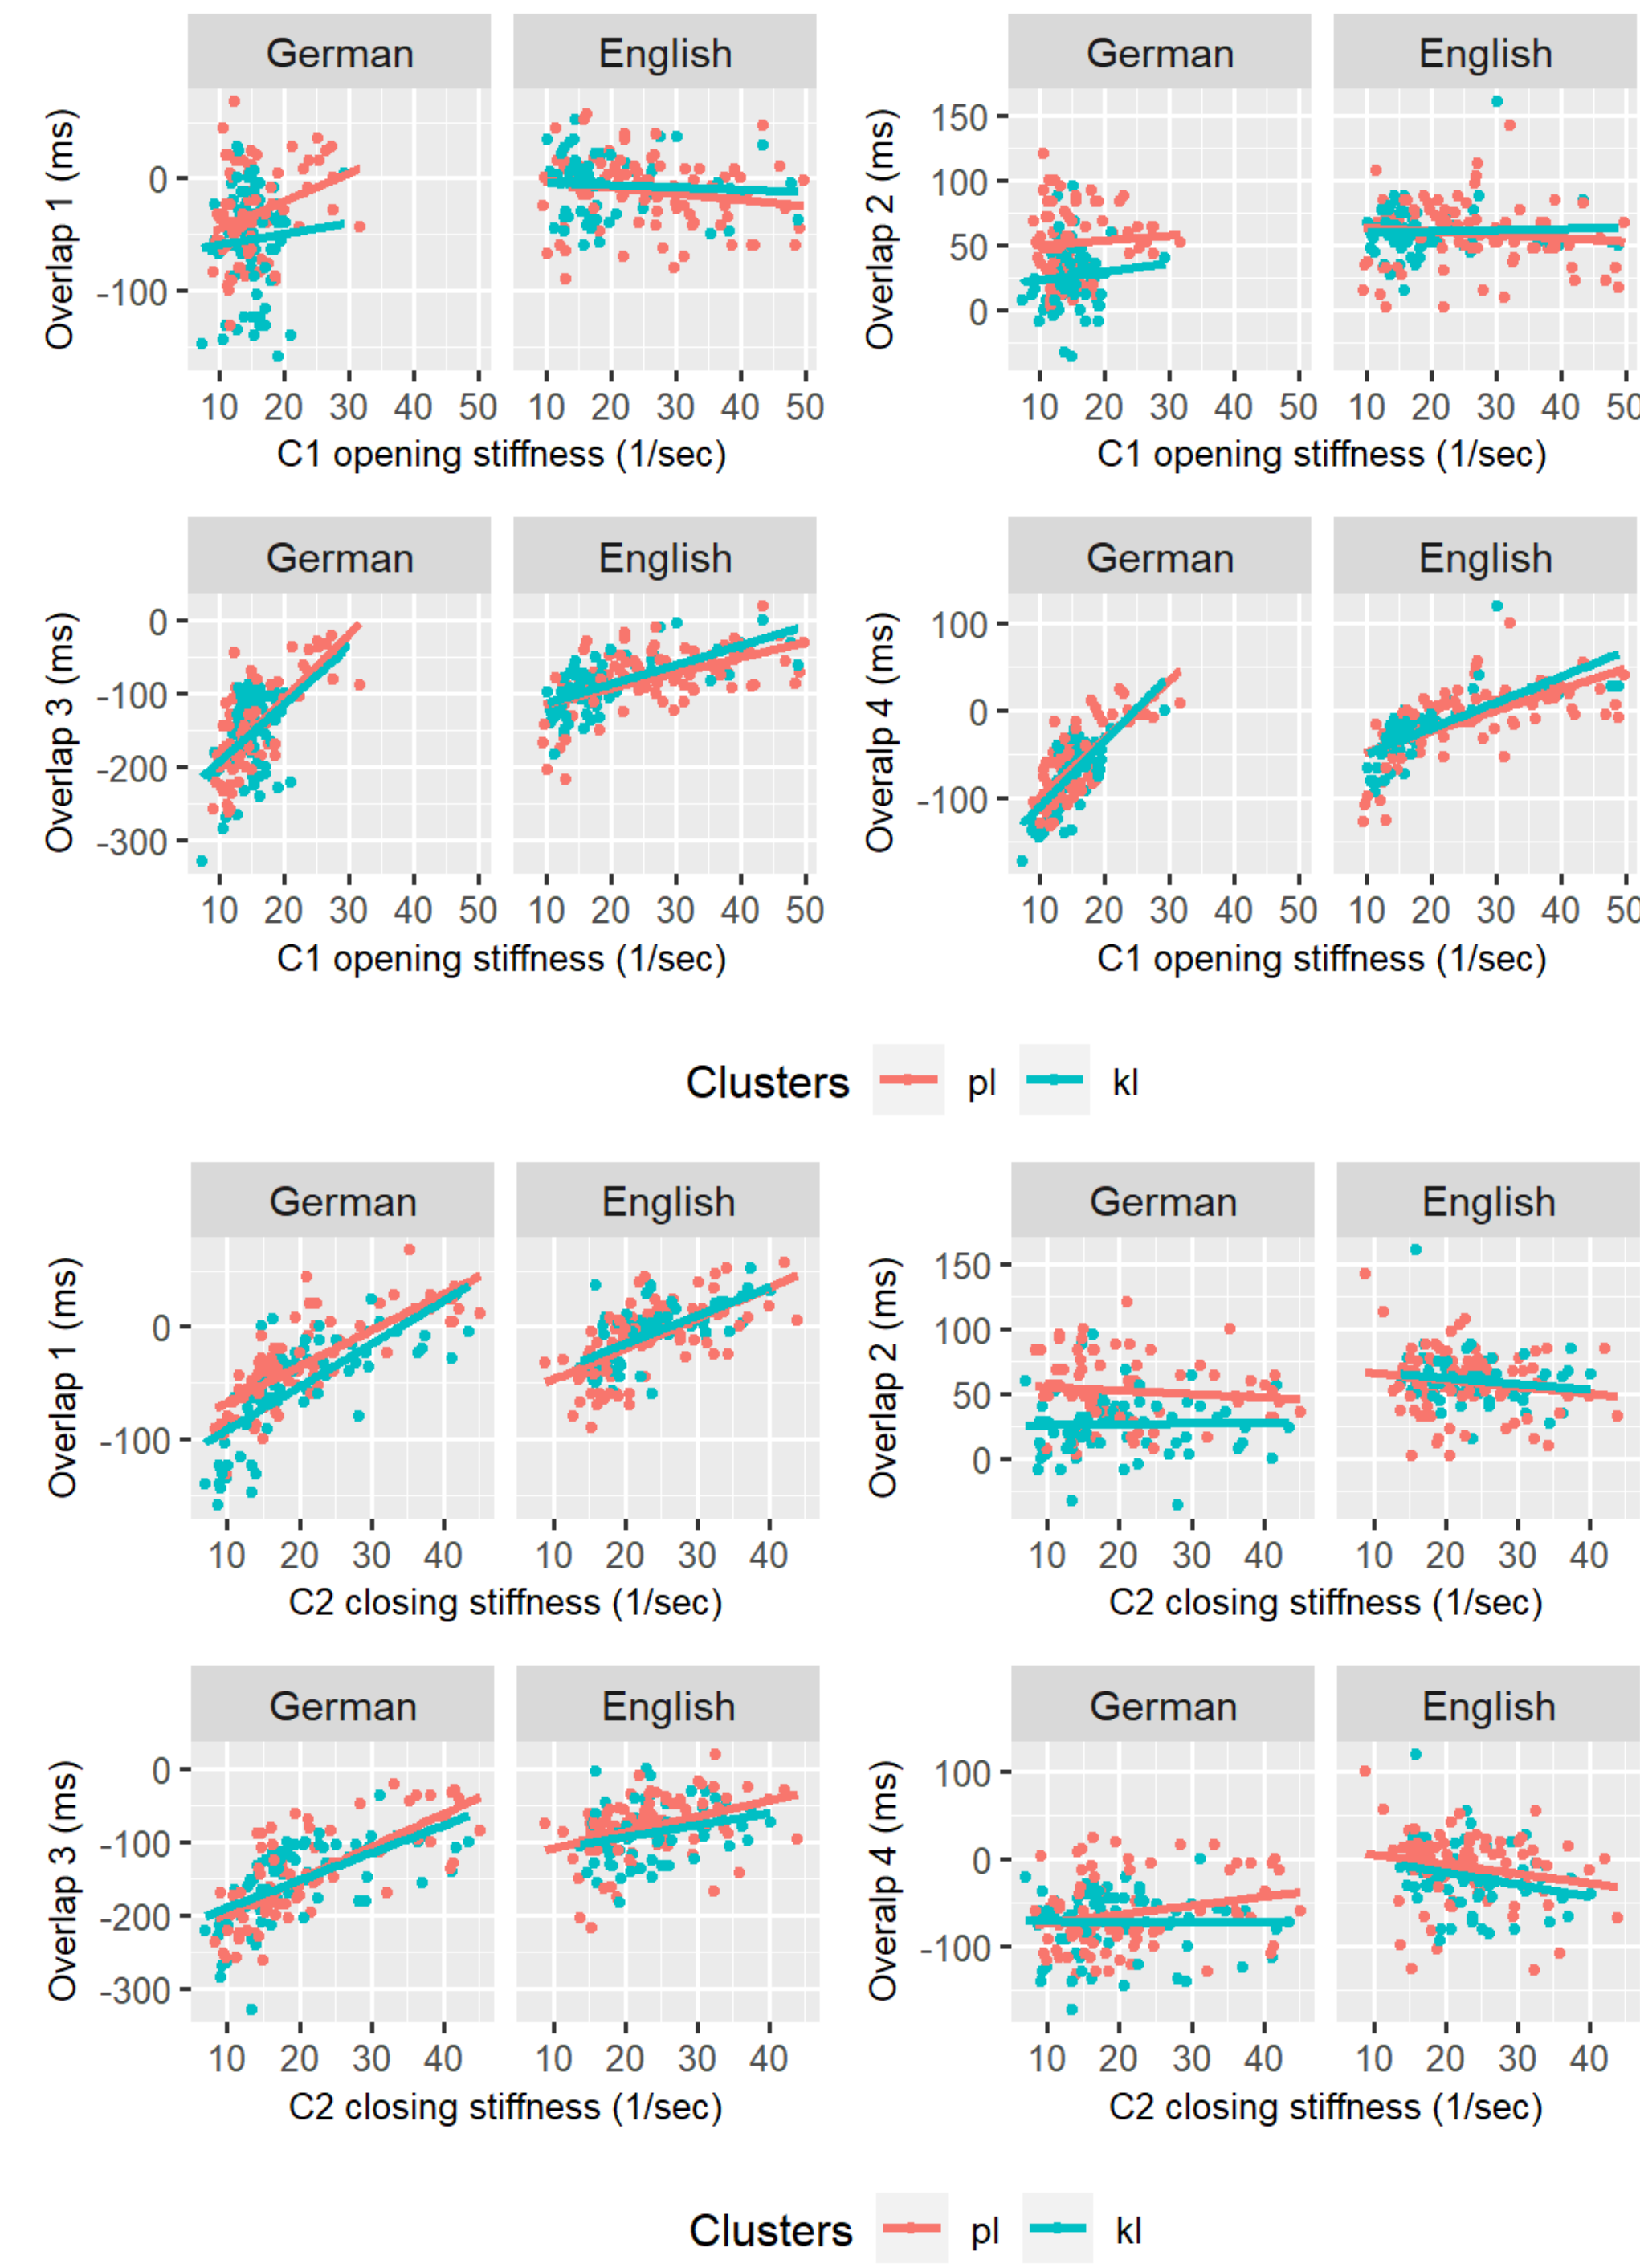 German English German English
Overlap 1 (ms) 0 -100 Overlap 2 (ms) 150 100 50 0
10 20 30 40 50 10 20 30 40 50 10 20 30 40 50 10 20 30 40 50
C1 opening stiffness (1/sec) C1 opening stiffness (1/sec)
German English German English
Overlap 3 (ms) 0 -100 -200 -300 Overalp 4 (ms) 100 0 -100
10 20 30 40 50 10 20 30 40 50 10 20 30 40 50 10 20 30 40 50
C1 opening stiffness (1/sec) C1 opening stiffness (1/sec)
Clusters pl kl
German English German English
Overlap 1 (ms) 0 -100 Overlap 2 (ms) 150 100 50 0
10 20 30 40 10 20 30 40 10 20 30 40 10 20 30 40
C2 closing stiffness (1/sec) C2 closing stiffness (1/sec)
German English German English
Overlap 3 (ms) 0 -100 -200 -300 Overalp 4 (ms) 100 0 -100
10 20 30 40 10 20 30 40 10 20 30 40 10 20 30 40
C2 closing stiffness (1/sec) C2 closing stiffness (1/sec)
Clusters pl kl